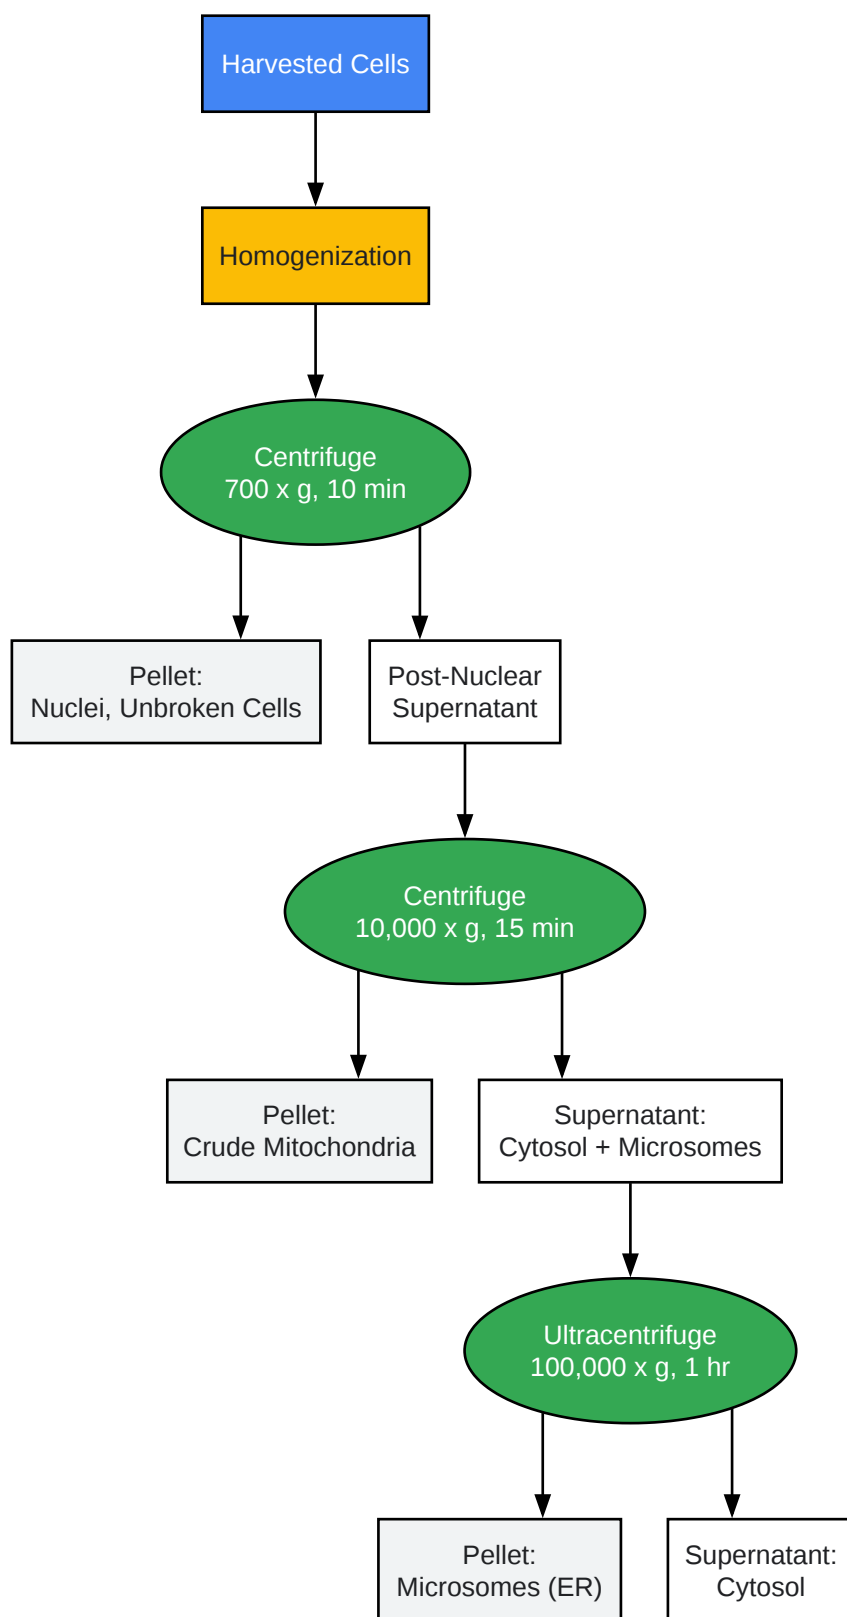 Harvested Cells
Homogenization
Centrifuge
700 x g, 10 min
Pellet:
Nuclei, Unbroken Cells
Post-Nuclear
Supernatant
Centrifuge
10,000 x g, 15 min
Pellet:
Crude Mitochondria
Supernatant:
Cytosol + Microsomes
Ultracentrifuge
100,000 x g, 1 hr
Pellet:
Microsomes (ER)
Supernatant:
Cytosol